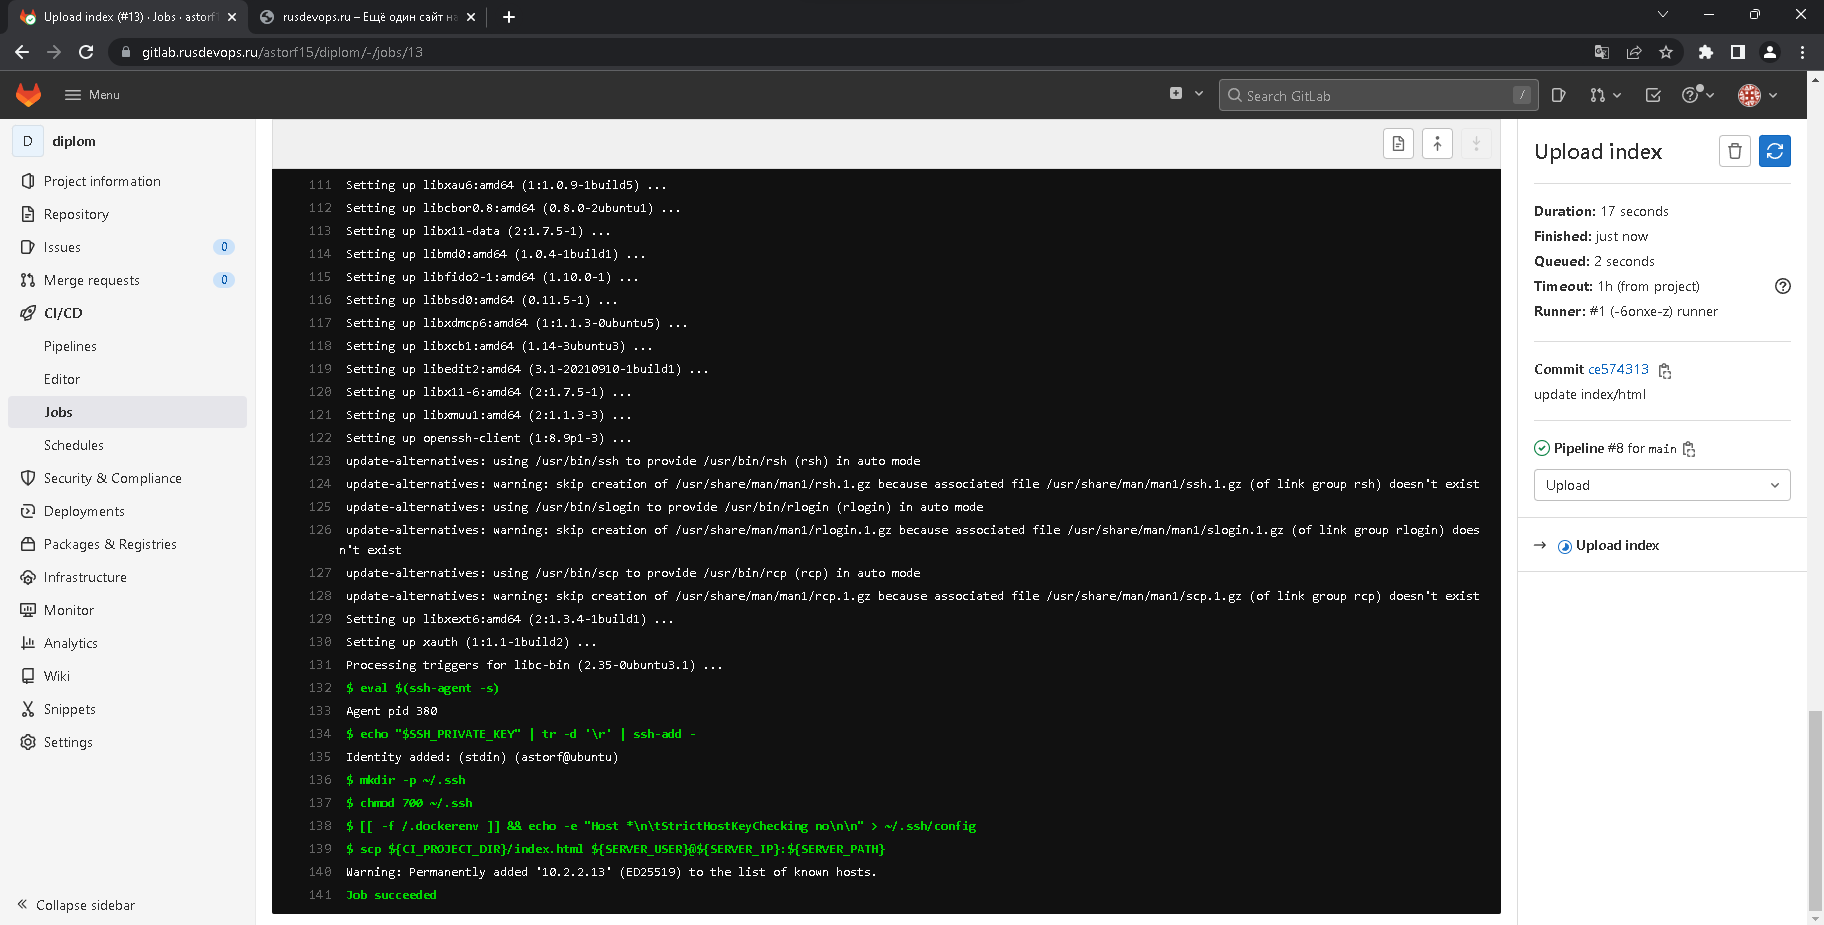 Upload index (#13) · Jobs · astorf1
rusdevops.ru – Ещё один сайт на
gitlab.rusdevops.ru/astorf15/diplom/-/jobs/13
Menu
Search GitLab
/
D diplom
Project information
Repository
Issues 0
Merge requests 0
CI/CD
Pipelines
Editor
Jobs
Schedules
Security & Compliance
Deployments
Packages & Registries
Infrastructure
Monitor
Analytics
Wiki
Snippets
Settings
Collapse sidebar
111 Setting up libxau6:amd64 (1:1.0.9-1build5) ...
112 Setting up libcbor0.8:amd64 (0.8.0-2ubuntu1) ...
113 Setting up libx11-data (2:1.7.5-1) ...
114 Setting up libmd0:amd64 (1.0.4-1build1) ...
115 Setting up libfido2-1:amd64 (1.10.0-1) ...
116 Setting up libbsd0:amd64 (0.11.5-1) ...
117 Setting up libxdmcp6:amd64 (1:1.1.3-0ubuntu5) ...
118 Setting up libxcb1:amd64 (1.14-3ubuntu3) ...
119 Setting up libedit2:amd64 (3.1-20210910-1build1) ...
120 Setting up libx11-6:amd64 (2:1.7.5-1) ...
121 Setting up libxmuu1:amd64 (2:1.1.3-3) ...
122 Setting up openssh-client (1:8.9p1-3) ...
123 update-alternatives: using /usr/bin/ssh to provide /usr/bin/rsh (rsh) in auto mode
124 update-alternatives: warning: skip creation of /usr/share/man/man1/rsh.1.gz because associated file /usr/share/man/man1/ssh.1.gz (of link group rsh) doesn't exist
125 update-alternatives: using /usr/bin/slogin to provide /usr/bin/rlogin (rlogin) in auto mode
126 update-alternatives: warning: skip creation of /usr/share/man/man1/rlogin.1.gz because associated file /usr/share/man/man1/slogin.1.gz (of link group rlogin) does
n't exist
127 update-alternatives: using /usr/bin/scp to provide /usr/bin/rcp (rcp) in auto mode
128 update-alternatives: warning: skip creation of /usr/share/man/man1/rcp.1.gz because associated file /usr/share/man/man1/scp.1.gz (of link group rcp) doesn't exist
129 Setting up libxext6:amd64 (2:1.3.4-1build1) ...
130 Setting up xauth (1:1.1-1build2) ...
131 Processing triggers for libc-bin (2.35-0ubuntu3.1) ...
132 $ eval $(ssh-agent -s)
133 Agent pid 380
134 $ echo "$SSH_PRIVATE_KEY" | tr -d '\r' | ssh-add -
135 Identity added: (stdin) (astorf@ubuntu)
136 $ mkdir -p ~/.ssh
137 $ chmod 700 ~/.ssh
138 $ [[ -f /.dockerenv ]] && echo -e "Host *\n\tStrictHostKeyChecking no\n\n" > ~/.ssh/config
139 $ scp ${CI_PROJECT_DIR}/index.html ${SERVER_USER}@${SERVER_IP}:${SERVER_PATH}
140 Warning: Permanently added '10.2.2.13' (ED25519) to the list of known hosts.
141 Job succeeded
Upload index
Duration: 17 seconds
Finished: just now
Queued: 2 seconds
Timeout: 1h (from project)
Runner: #1 (-6onxe-z) runner
Commit ce574313
update index/html
Pipeline #8 for main
Upload
→ Upload index